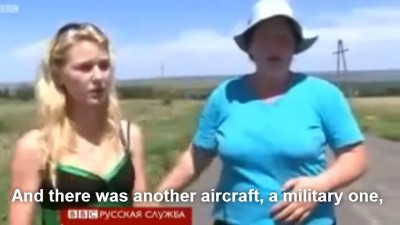 BBC
And there was another aircraft, a military one,
BBC РУССКАЯ СЛУЖБА